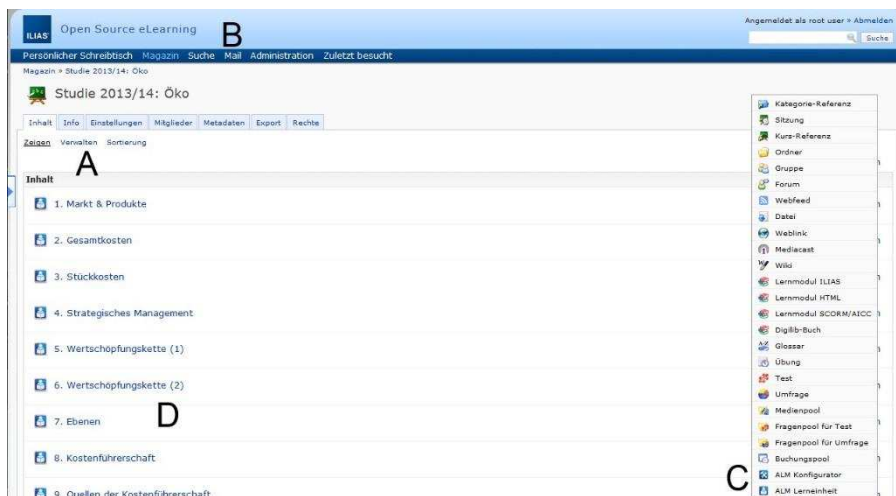 Angemeldet als root user » Abmelden
ILIAS Open Source eLearning
B
Suche
Persönlicher Schreibtisch Magazin Suche Mail Administration Zuletzt besucht
Magazin » Studie 2013/14: Öko
Studie 2013/14: Öko
Inhalt Info Einstellungen Mitglieder Metadaten Export Rechte
Zeigen Verwalten Sortierung
A
Inhalt
1. Markt & Produkte
2. Gesamtkosten
3. Stückkosten
4. Strategisches Management
5. Wertschöpfungskette (1)
6. Wertschöpfungskette (2)
D
7. Ebenen
8. Kostenführerschaft
9. Quellen der Kostenführerschaft
Kategorie-Referenz
Sitzung
Kurs-Referenz
Ordner
Gruppe
Forum
Webfeed
Datei
Weblink
Mediacast
Wiki
Lernmodul ILIAS
Lernmodul HTML
Lernmodul SCORM/AICC
Digilib-Buch
Glossar
Übung
Test
Umfrage
Medienpool
Fragenpool für Test
Fragenpool für Umfrage
Buchungspool
C
ALM Konfigurator
ALM Lerneinheit